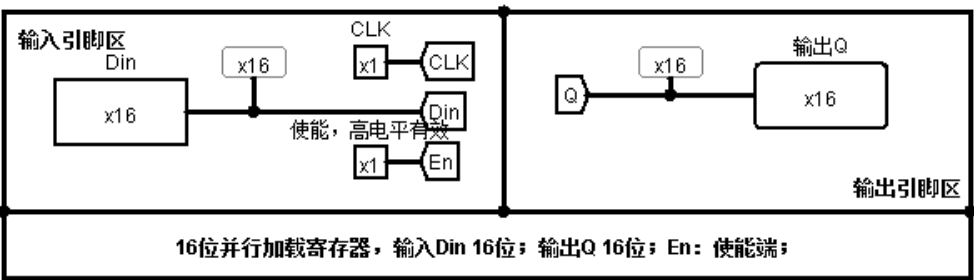 输入引脚区
Din
x16
x16
CLK
x1
CLK
Din
使能，高电平有效
x1
En
Q
x16
输出Q
x16
输出引脚区
16位并行加载寄存器，输入Din 16位；输出Q 16位；En：使能端；